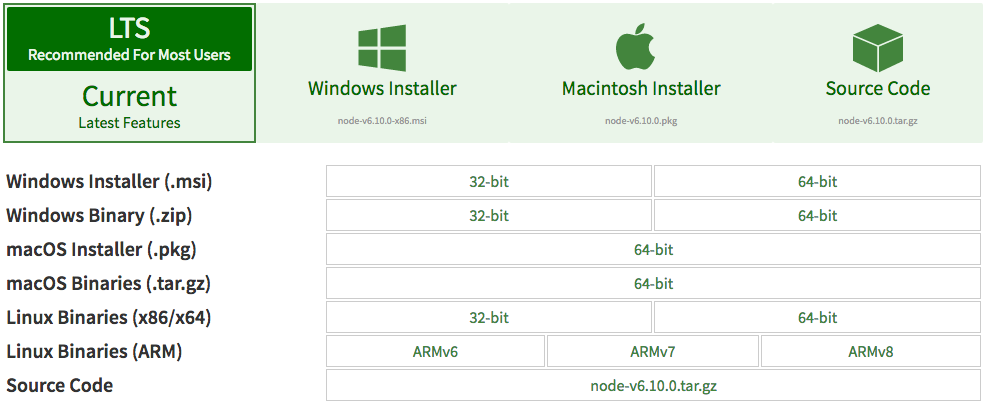 LTS
Recommended For Most Users
Current
Latest Features
Windows Installer
node-v6.10.0-x86.msi
Macintosh Installer
node-v6.10.0.pkg
Source Code
node-v6.10.0.tar.gz
Windows Installer (.msi) 32-bit 64-bit
Windows Binary (.zip) 32-bit 64-bit
macOS Installer (.pkg) 64-bit
macOS Binaries (.tar.gz) 64-bit
Linux Binaries (x86/x64) 32-bit 64-bit
Linux Binaries (ARM) ARMv6 ARMv7 ARMv8
Source Code node-v6.10.0.tar.gz